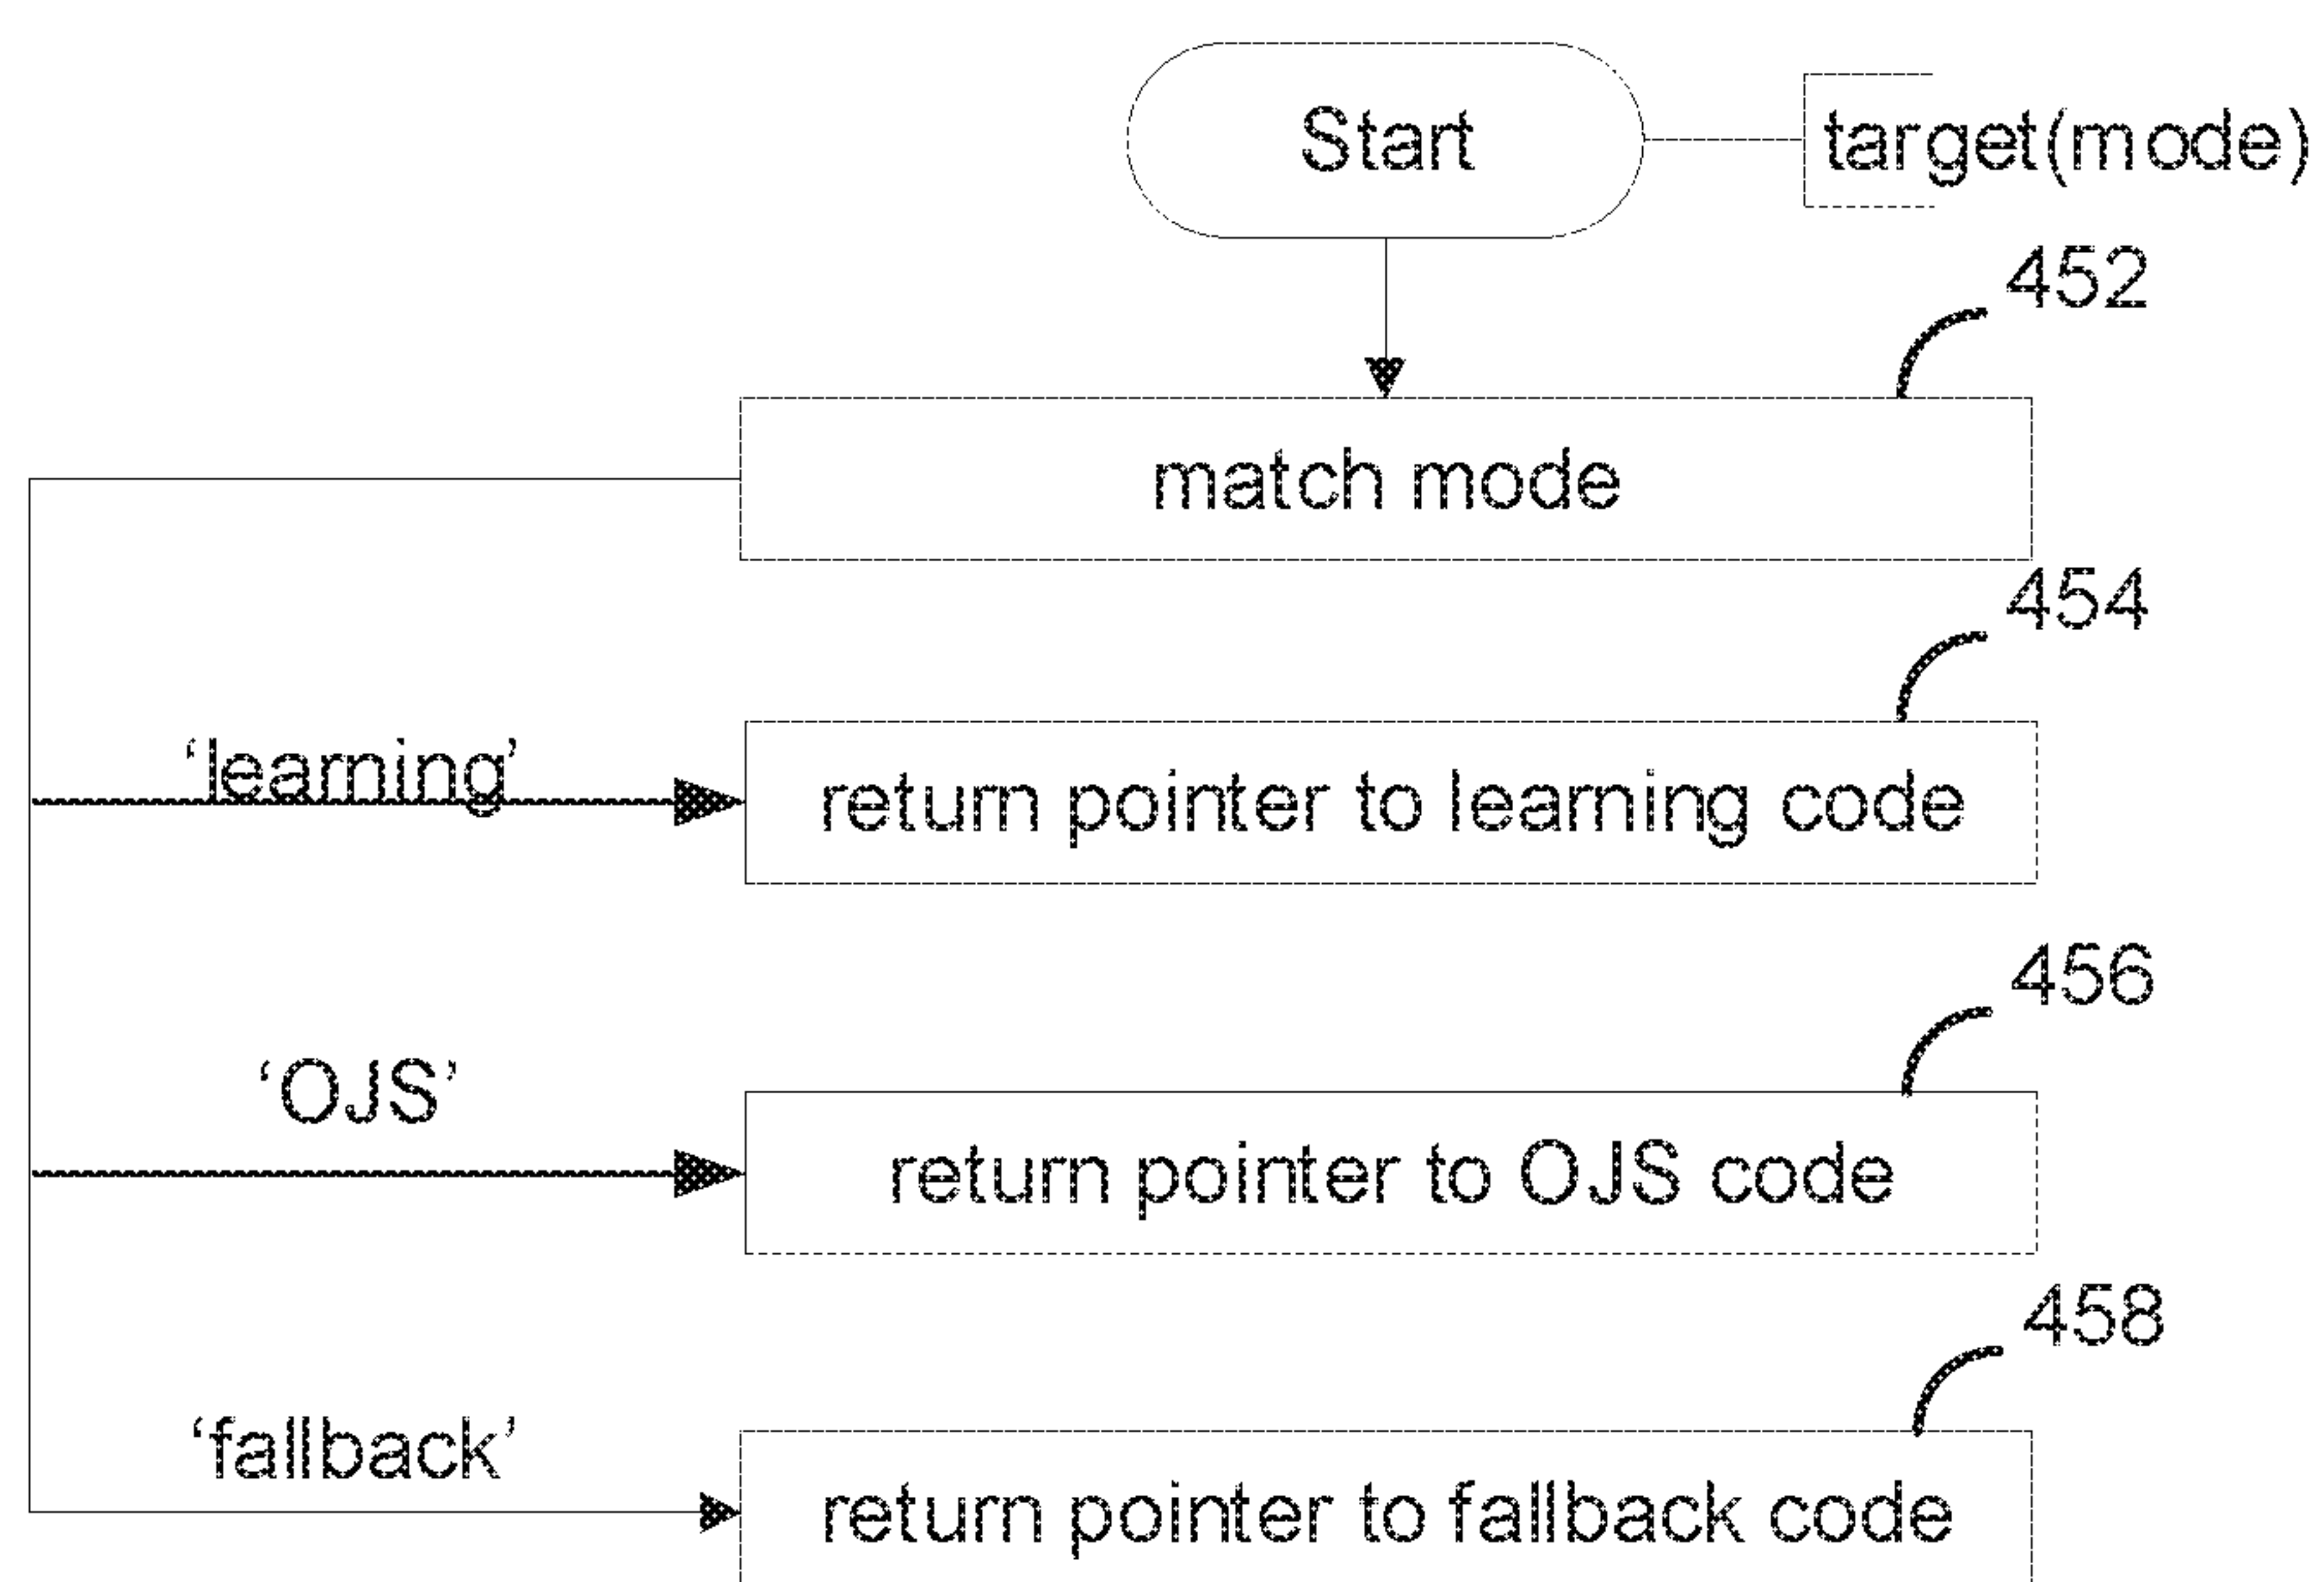 Start
target(mode)
452
match mode
454
‘learning’
return pointer to learning code
456
‘OJS’
return pointer to OJS code
458
‘fallback’
return pointer to fallback code